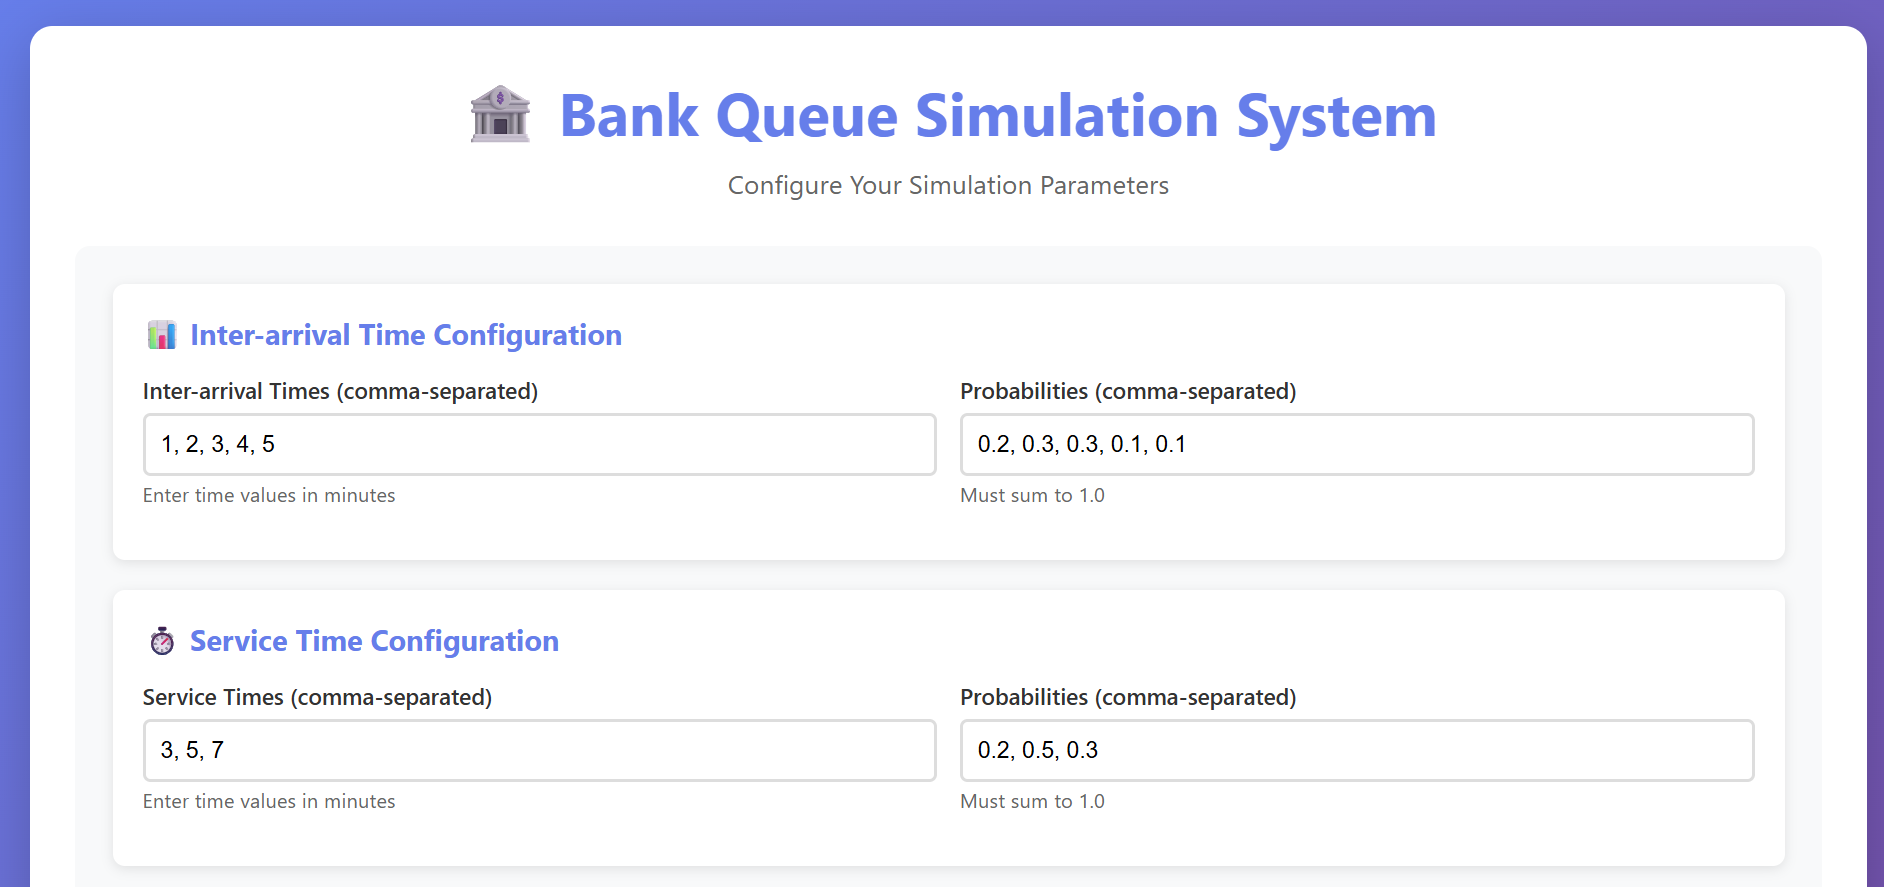 Bank Queue Simulation System
Configure Your Simulation Parameters
Inter-arrival Time Configuration
Inter-arrival Times (comma-separated)
Probabilities (comma-separated)
1, 2, 3, 4, 5
0.2, 0.3, 0.3, 0.1, 0.1
Enter time values in minutes
Must sum to 1.0
Service Time Configuration
Service Times (comma-separated)
Probabilities (comma-separated)
3, 5, 7
0.2, 0.5, 0.3
Enter time values in minutes
Must sum to 1.0